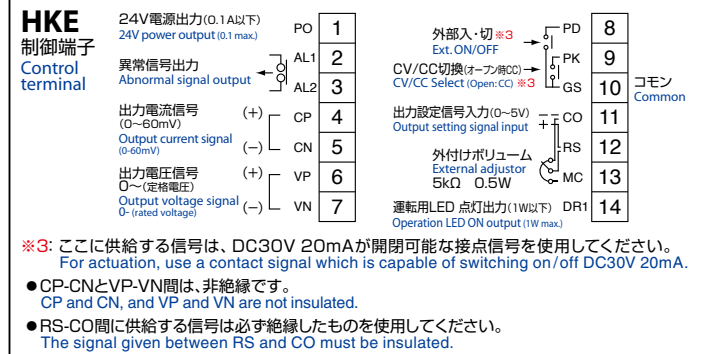 HKE
制御端子
Control
terminal
24V電源出力(0.1A以下)
24V power output (0.1 max.)
PO 1
異常信号出力
Abnormal signal output
AL1 2
AL2 3
出力電流信号
(0〜60mV)
Output current signal
(0-60mV)
(+) CP 4
(−) CN 5
出力電圧信号
0〜(定格電圧)
Output voltage signal
0- (rated voltage)
(+) VP 6
(−) VN 7
外部入・切 ※3
Ext. ON/OFF
PD 8
CV/CC切換(オープン時CC)
CV/CC Select (Open: CC) ※3
PK 9
GS 10
コモン
Common
出力設定信号入力(0〜5V)
Output setting signal input
− +
CO 11
外付けボリューム
External adjustor
5kΩ 0.5W
RS 12
MC 13
運転用LED 点灯出力(1W以下)
Operation LED ON output (1W max.)
DR1 14
※3: ここに供給する信号は、DC30V 20mAが開閉可能な接点信号を使用してください。
For actuation, use a contact signal which is capable of switching on/off DC30V 20mA.
●CP-CNとVP-VN間は、非絶縁です。
CP and CN, and VP and VN are not insulated.
●RS-CO間に供給する信号は必ず絶縁したものを使用してください。
The signal given between RS and CO must be insulated.